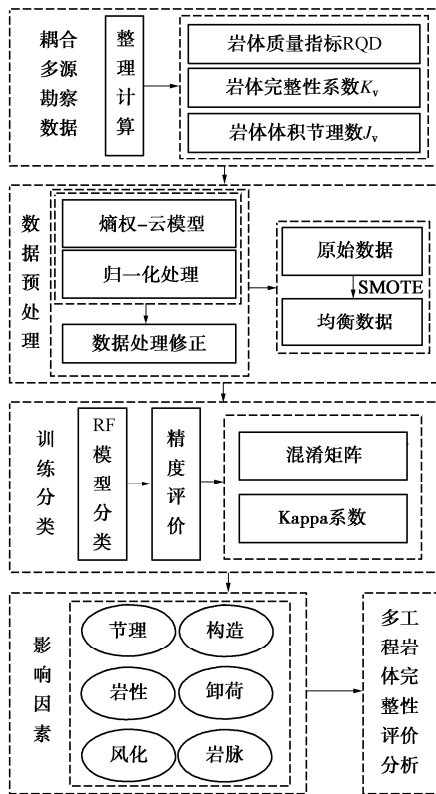 耦合
多源
勘察
数据
整理计算
岩体质量指标RQD
岩体完整性系数Kv
岩体体积节理数Jv
数据预处理
熵权-云模型
归一化处理
数据处理修正
原始数据
SMOTE
均衡数据
训练分类
RF
模型分类
精度评价
混淆矩阵
Kappa系数
影响因素
节理
构造
岩性
卸荷
风化
岩脉
多工
程岩
体完
整性
评价
分析